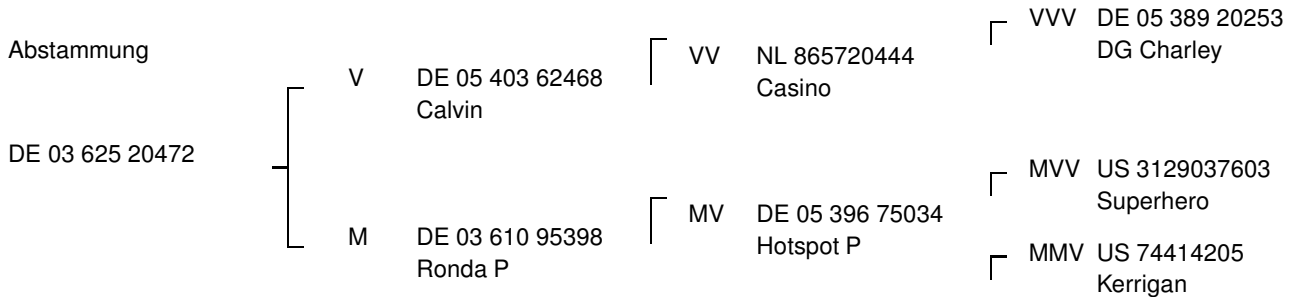 Abstammung
DE 03 625 20472
V DE 05 403 62468
Calvin
M DE 03 610 95398
Ronda P
VV NL 865720444
Casino
MV DE 05 396 75034
Hotspot P
VVV DE 05 389 20253
DG Charley
MVV US 3129037603
Superhero
MMV US 74414205
Kerrigan